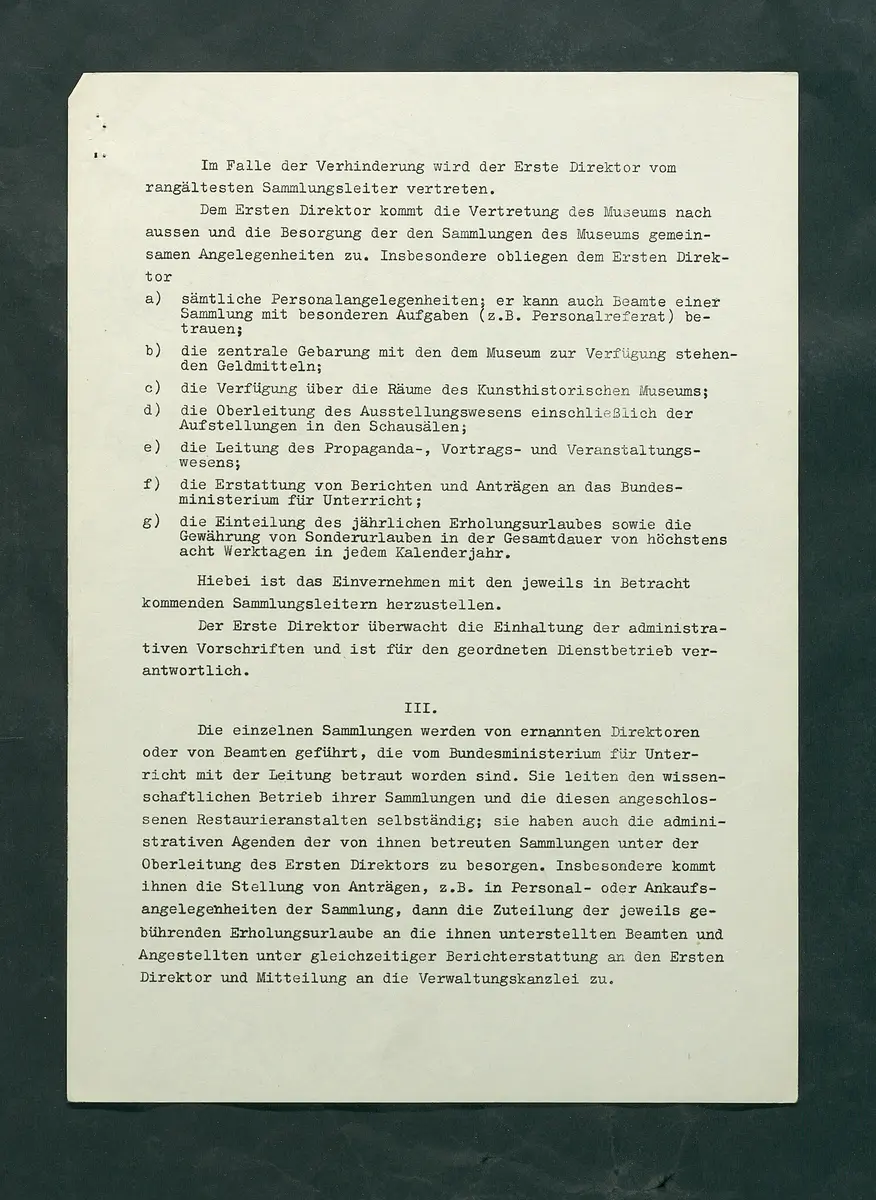 Im Falle der Verhinderung wird der Erste Direktor vom
rangältesten Sammlungsleiter vertreten.
Dem Ersten Direktor kommt die Vertretung des Museums nach
aussen und die Besorgung der den Sammlungen des Museums gemein-
samen Angelegenheiten zu. Insbesondere obliegen dem Ersten Direk-
tor
a) sämtliche Personalangelegenheiten; er kann auch Beamte einer
Sammlung mit besonderen Aufgaben (z.B. Personalreferat) be-
trauen;
b) die zentrale Gebarung mit den dem Museum zur Verfügung stehen-
den Geldmitteln;
c) die Verfügung über die Räume des Kunsthistorischen Museums;
d) die Oberleitung des Ausstellungswesens einschließlich der
Aufstellungen in den Schausälen;
e) die Leitung des Propaganda-, Vortrags- und Veranstaltungs-
wesens;
f) die Erstattung von Berichten und Anträgen an das Bundes-
ministerium für Unterricht;
g) die Einteilung des jährlichen Erholungsurlaubes sowie die
Gewährung von Sonderurlauben in der Gesamtdauer von höchstens
acht Werktagen in jedem Kalenderjahr.
Hiebei ist das Einvernehmen mit den jeweils in Betracht
kommenden Sammlungsleitern herzustellen.
Der Erste Direktor überwacht die Einhaltung der administra-
tiven Vorschriften und ist für den geordneten Dienstbetrieb ver-
antwortlich.
III.
Die einzelnen Sammlungen werden von ernannten Direktoren
oder von Beamten geführt, die vom Bundesministerium für Unter-
richt mit der Leitung betraut worden sind. Sie leiten den wissen-
schaftlichen Betrieb ihrer Sammlungen und die diesen angeschlos-
senen Restaurieranstalten selbständig; sie haben auch die admini-
strativen Agenden der von ihnen betreuten Sammlungen unter der
Oberleitung des Ersten Direktors zu besorgen. Insbesondere kommt
ihnen die Stellung von Anträgen, z.B. in Personal- oder Ankaufs-
angelegenheiten der Sammlung, dann die Zuteilung der jeweils ge-
bührenden Erholungsurlaube an die ihnen unterstellten Beamten und
Angestellten unter gleichzeitiger Berichterstattung an den Ersten
Direktor und Mitteilung an die Verwaltungskanzlei zu.